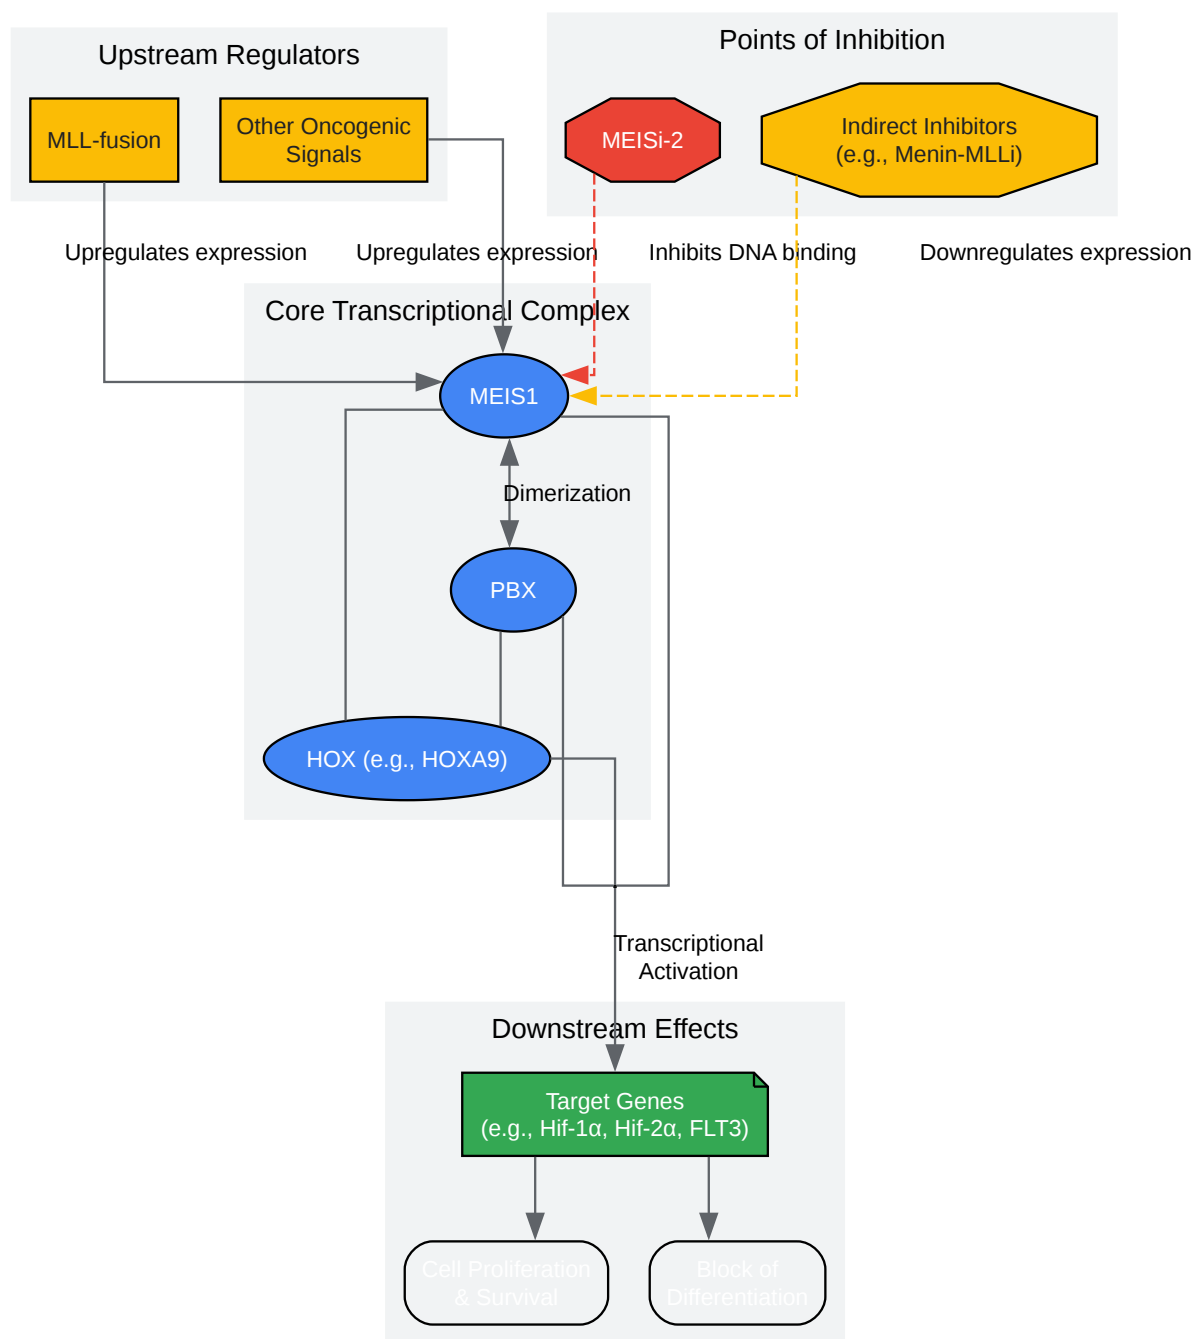 Upstream Regulators
Points of Inhibition
MLL-fusion
Other Oncogenic
Signals
MEISi-2
Indirect Inhibitors
(e.g., Menin-MLLi)
Upregulates expression
Upregulates expression
Inhibits DNA binding
Downregulates expression
Core Transcriptional Complex
MEIS1
Dimerization
PBX
HOX (e.g., HOXA9)
Transcriptional
Activation
Downstream Effects
Target Genes
(e.g., Hif-1α, Hif-2α, FLT3)
Cell Proliferation
& Survival
Block of
Differentiation